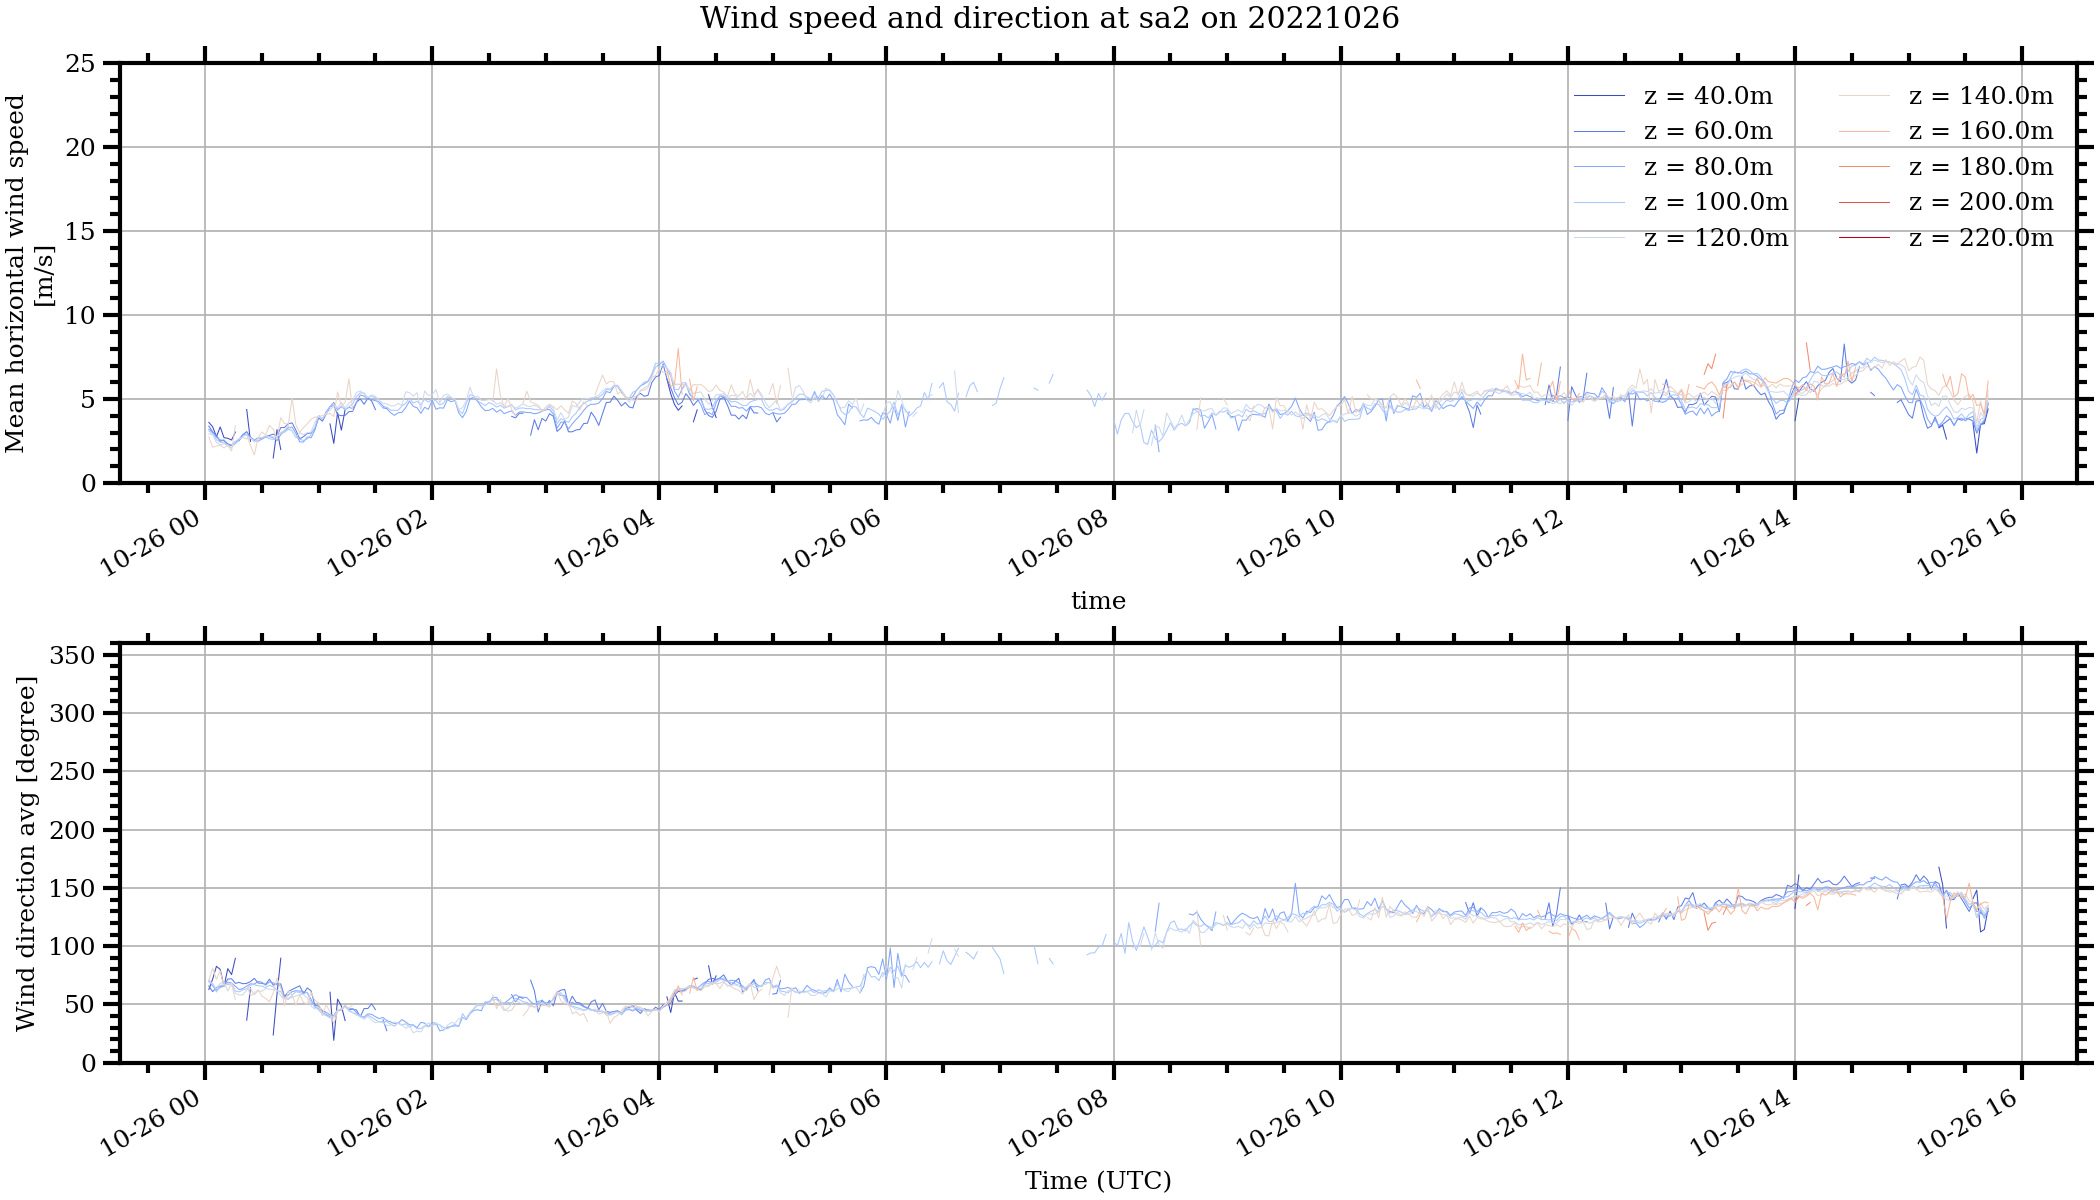 Wind speed and direction at sa2 on 20221026
Mean horizontal wind speed
[m/s]
25
20
15
10
5
0
z = 40.0m
z = 60.0m
z = 80.0m
z = 100.0m
z = 120.0m
z = 140.0m
z = 160.0m
z = 180.0m
z = 200.0m
z = 220.0m
10-26 00
10-26 02
10-26 04
10-26 06
10-26 08
10-26 10
10-26 12
10-26 14
10-26 16
time
Wind direction avg [degree]
350
300
250
200
150
100
50
0
10-26 00
10-26 02
10-26 04
10-26 06
10-26 08
10-26 10
10-26 12
10-26 14
10-26 16
Time (UTC)